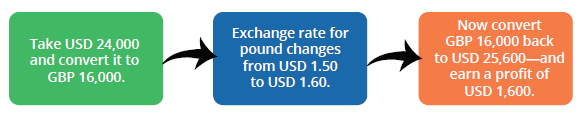 Take USD 24,000
and convert it to
GBP 16,000.
Exchange rate for
pound changes
from USD 1.50
to USD 1.60.
Now convert
GBP 16,000 back
to USD 25,600—and
earn a profit of
USD 1,600.